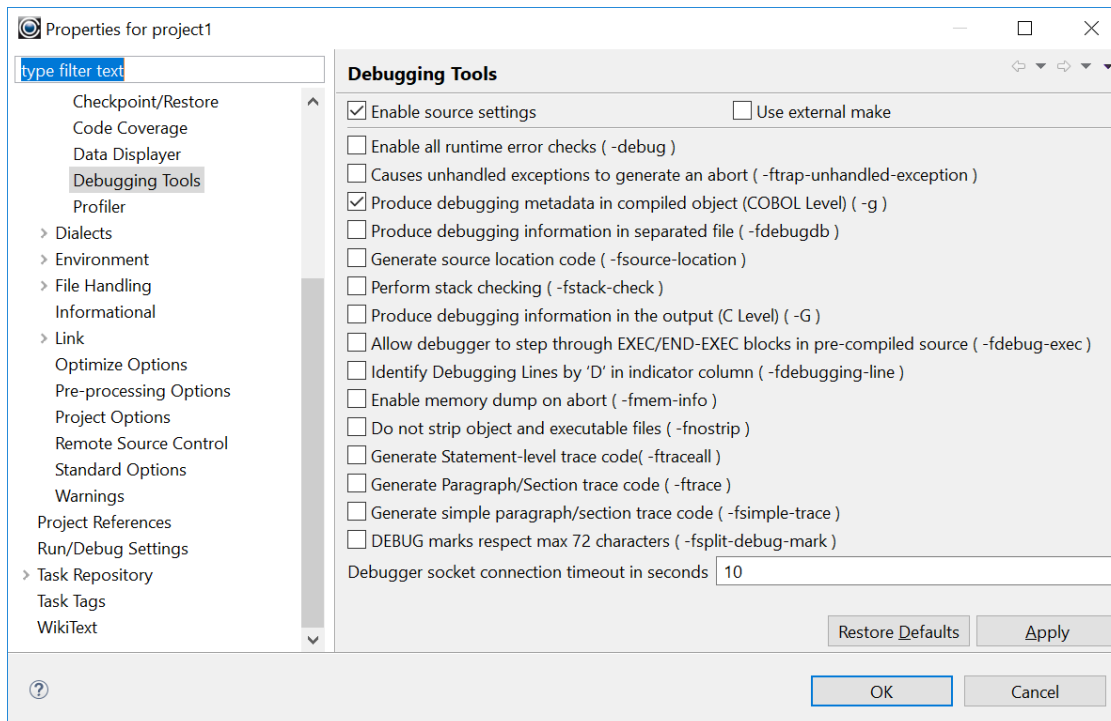 Properties for project1
type filter text
Checkpoint/Restore
Code Coverage
Data Displayer
Debugging Tools
Profiler
Dialects
Environment
File Handling
Informational
Link
Optimize Options
Pre-processing Options
Project Options
Remote Source Control
Standard Options
Warnings
Project References
Run/Debug Settings
Task Repository
Task Tags
WikiText
Debugging Tools
Enable source settings
Use external make
Enable all runtime error checks ( -debug )
Causes unhandled exceptions to generate an abort ( -ftrap-unhandled-exception )
Produce debugging metadata in compiled object (COBOL Level) ( -g )
Produce debugging information in separated file ( -fdebugdb )
Generate source location code ( -fsource-location )
Perform stack checking ( -fstack-check )
Produce debugging information in the output (C Level) ( -G )
Allow debugger to step through EXEC/END-EXEC blocks in pre-compiled source ( -fdebug-exec )
Identify Debugging Lines by ‘D’ in indicator column ( -fdebugging-line )
Enable memory dump on abort ( -fmem-info )
Do not strip object and executable files ( -fnostrip )
Generate Statement-level trace code( -ftraceall )
Generate Paragraph/Section trace code ( -ftrace )
Generate simple paragraph/section trace code ( -fsimple-trace )
DEBUG marks respect max 72 characters ( -fsplit-debug-mark )
Debugger socket connection timeout in seconds 10
Restore Defaults
Apply
?
OK
Cancel